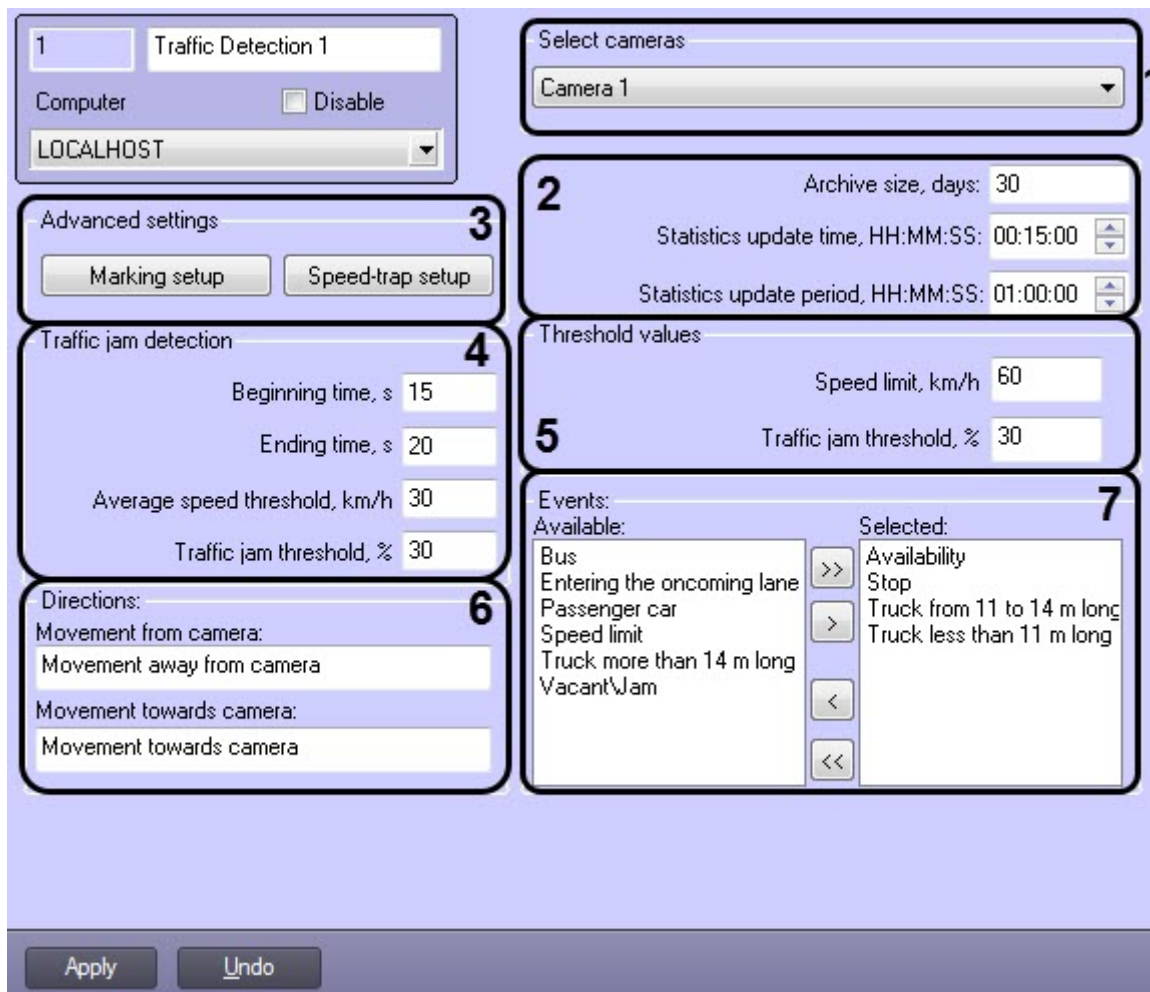 1
Traffic Detection 1
Computer
Disable
LOCALHOST
Select cameras
Camera 1
2
Archive size, days: 30
Statistics update time, HH:MM:SS: 00:15:00
Statistics update period, HH:MM:SS: 01:00:00
Advanced settings
3
Marking setup
Speed-trap setup
Traffic jam detection
4
Beginning time, s 15
Ending time, s 20
Average speed threshold, km/h 30
Traffic jam threshold, % 30
Threshold values
Speed limit, km/h 60
5
Traffic jam threshold, % 30
Directions:
6
Movement from camera:
Movement away from camera
Movement towards camera:
Movement towards camera
Events:
7
Available:
Bus
Entering the oncoming lane
Passenger car
Speed limit
Truck more than 14 m long
Vacant\Jam
>>
>
<
<<
Selected:
Availability
Stop
Truck from 11 to 14 m long
Truck less than 11 m long
Apply
Undo